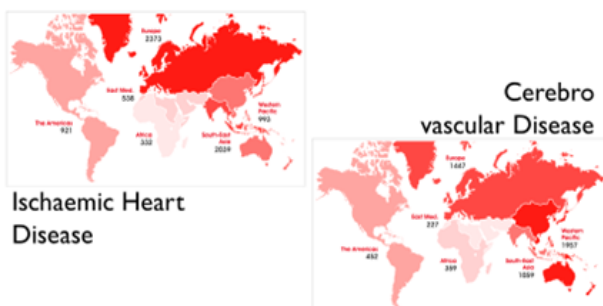 Europe
2373
East Med.
538
Western
Pacific
993
The Americas
921
Africa
332
South-East
Asia
2039
Ischaemic Heart
Disease
Cerebro
vascular Disease
Europe
1447
East Med.
227
Western
Pacific
1957
The Americas
452
Africa
359
South-East
Asia
1059